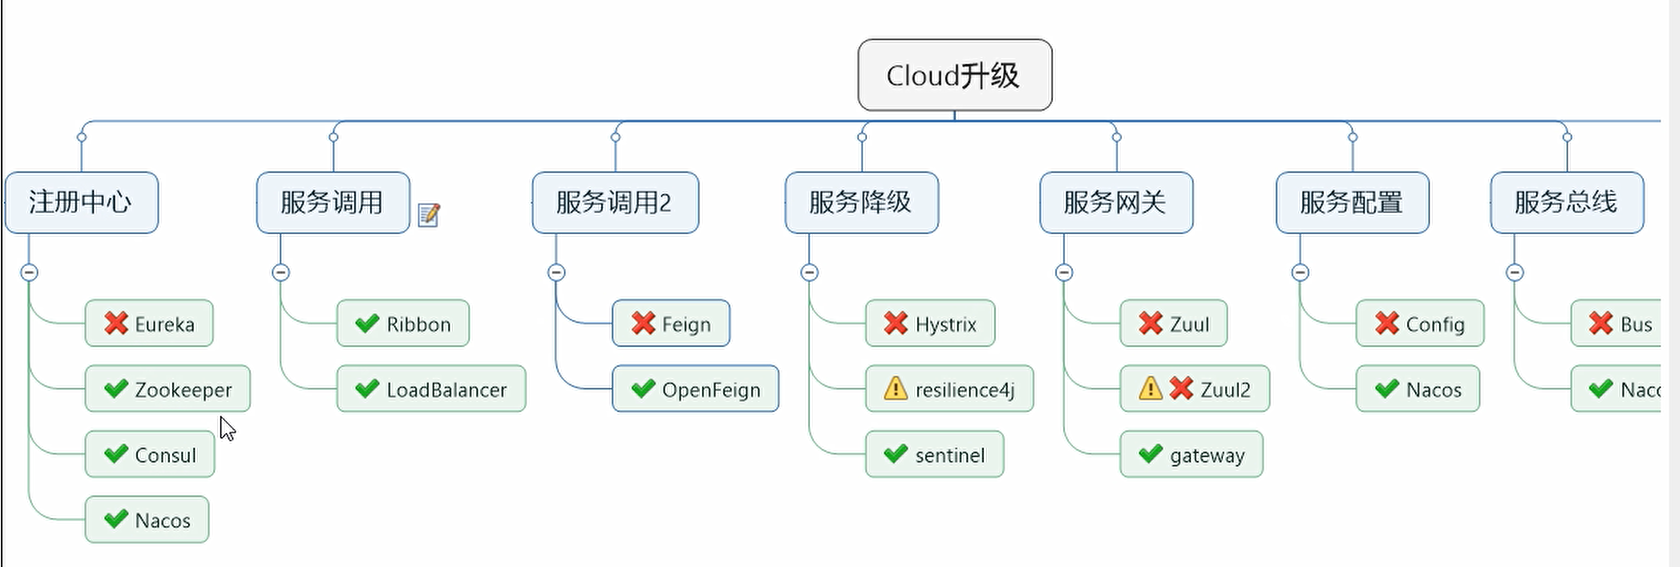 Cloud升级
注册中心
服务调用
服务调用2
服务降级
服务网关
服务配置
服务总线
Eureka
Zookeeper
Consul
Nacos
Ribbon
LoadBalancer
Feign
OpenFeign
Hystrix
resilience4j
sentinel
Zuul
Zuul2
gateway
Config
Nacos
Bus